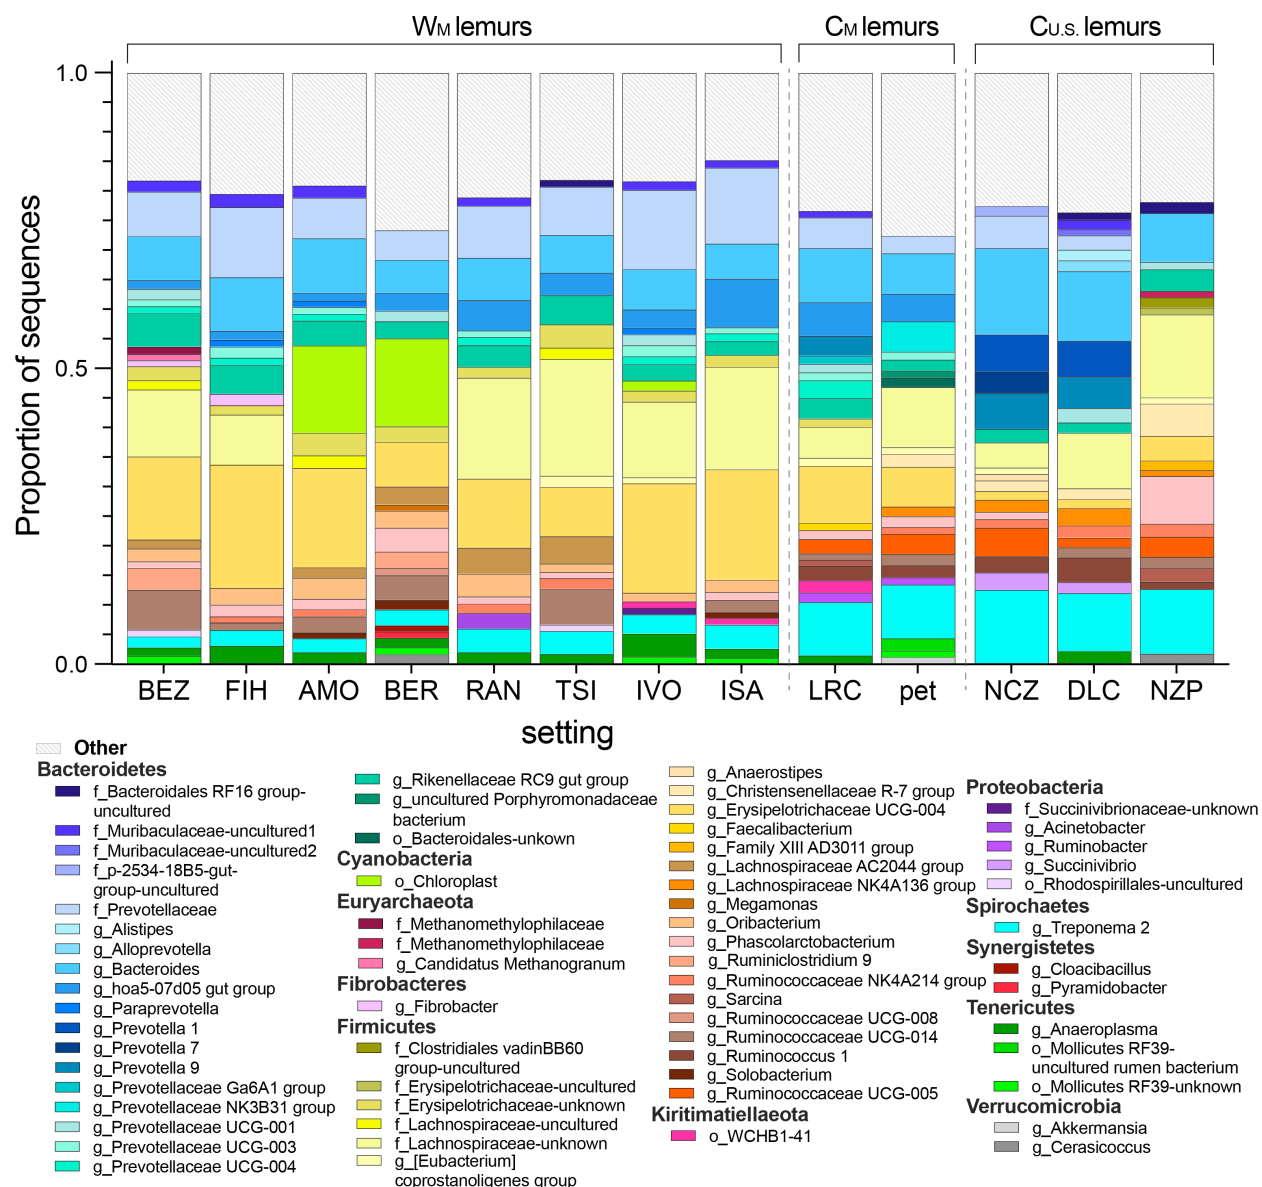 WM lemurs
CM lemurs
CU.S. lemurs
1.0
0.5
0.0
Proportion of sequences
BEZ FIH AMO BER RAN TSI IVO ISA LRC pet NCZ DLC NZP
setting
Other
Bacteroidetes
f_Bacteroidales RF16 group-
uncultured
f_Muribaculaceae-uncultured1
f_Muribaculaceae-uncultured2
f_p-2534-18B5-gut-
group-uncultured
f_Prevotellaceae
g_Alistipes
g_Alloprevotella
g_Bacteroides
g_hoa5-07d05 gut group
g_Paraprevotella
g_Prevotella 1
g_Prevotella 7
g_Prevotella 9
g_Prevotellaceae Ga6A1 group
g_Prevotellaceae NK3B31 group
g_Prevotellaceae UCG-001
g_Prevotellaceae UCG-003
g_Prevotellaceae UCG-004
g_Rikenellaceae RC9 gut group
g_uncultured Porphyromonadaceae
bacterium
o_Bacteroidales-unkown
Cyanobacteria
o_Chloroplast
Euryarchaeota
f_Methanomethylophilaceae
f_Methanomethylophilaceae
g_Candidatus Methanogranum
Fibrobacteres
g_Fibrobacter
Firmicutes
f_Clostridiales vadinBB60
group-uncultured
f_Erysipelotrichaceae-uncultured
f_Erysipelotrichaceae-unknown
f_Lachnospiraceae-uncultured
f_Lachnospiraceae-unknown
g_[Eubacterium]
coprostanoligenes group
g_Anaerostipes
g_Christensenellaceae R-7 group
g_Erysipelotrichaceae UCG-004
g_Faecalibacterium
g_Family XIII AD3011 group
g_Lachnospiraceae AC2044 group
g_Lachnospiraceae NK4A136 group
g_Megamonas
g_Oribacterium
g_Phascolarctobacterium
g_Ruminiclostridium 9
g_Ruminococcaceae NK4A214 group
g_Sarcina
g_Ruminococcaceae UCG-008
g_Ruminococcaceae UCG-014
g_Ruminococcus 1
g_Solobacterium
g_Ruminococcaceae UCG-005
Kiritimatiellaeota
o_WCHB1-41
Proteobacteria
f_Succinivibrionaceae-unknown
g_Acinetobacter
g_Ruminobacter
g_Succinivibrio
o_Rhodospirillales-uncultured
Spirochaetes
g_Treponema 2
Synergistetes
g_Cloacibacillus
g_Pyramidobacter
Tenericutes
g_Anaeroplasma
o_Mollicutes RF39-
uncultured rumen bacterium
o_Mollicutes RF39-unknown
Verrucomicrobia
g_Akkermansia
g_Cerasicoccus